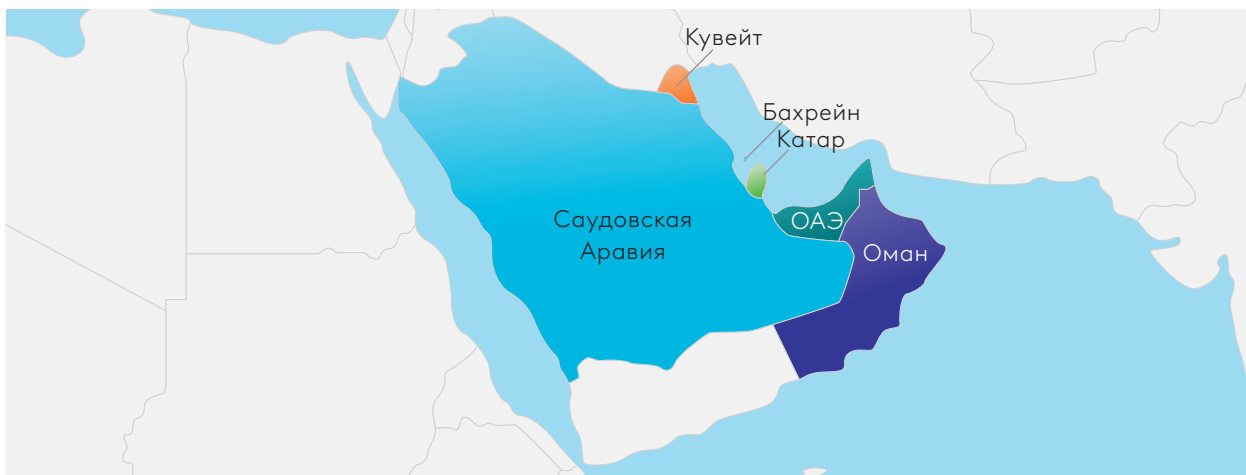 Кувейт
Бахрейн
Катар
Саудовская
Аравия
ОАЭ
Оман